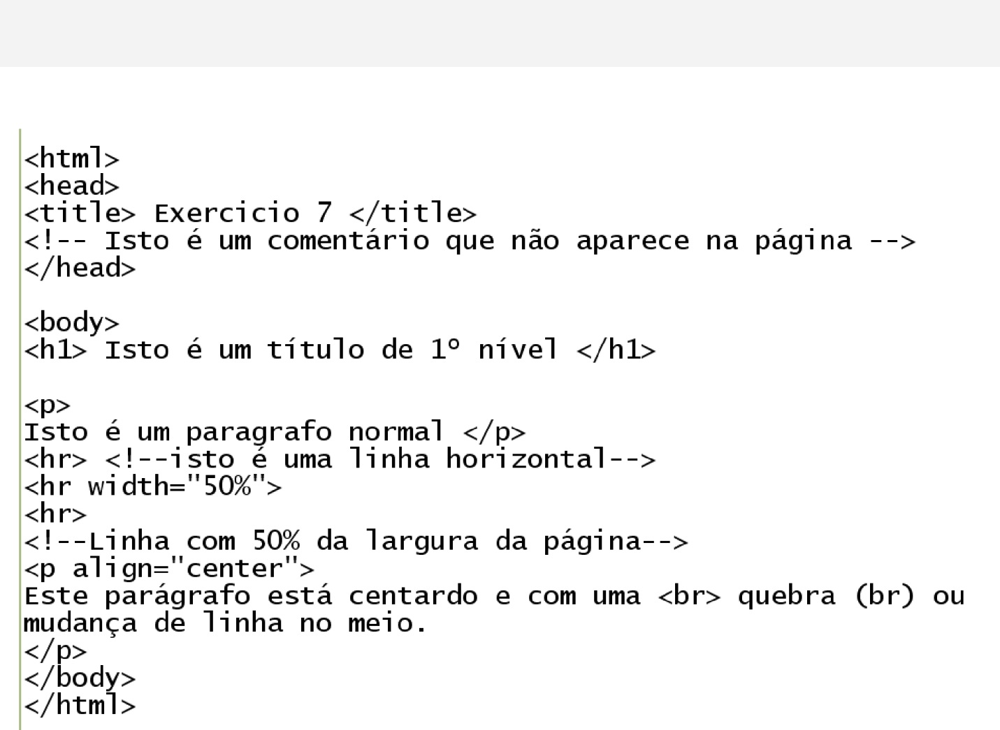 <html>
<head>
<title> Exercicio 7 </title>
<!-- Isto é um comentário que não aparece na página -->
</head>
<body>
<h1> Isto é um título de 1º nível </h1>
<p>
Isto é um paragrafo normal </p>
<hr> <!--isto é uma linha horizontal-->
<hr width="50%">
<hr>
<!--Linha com 50% da largura da página-->
<p align="center">
Este parágrafo está centardo e com uma <br> quebra (br) ou
mudança de linha no meio.
</p>
</body>
</html>